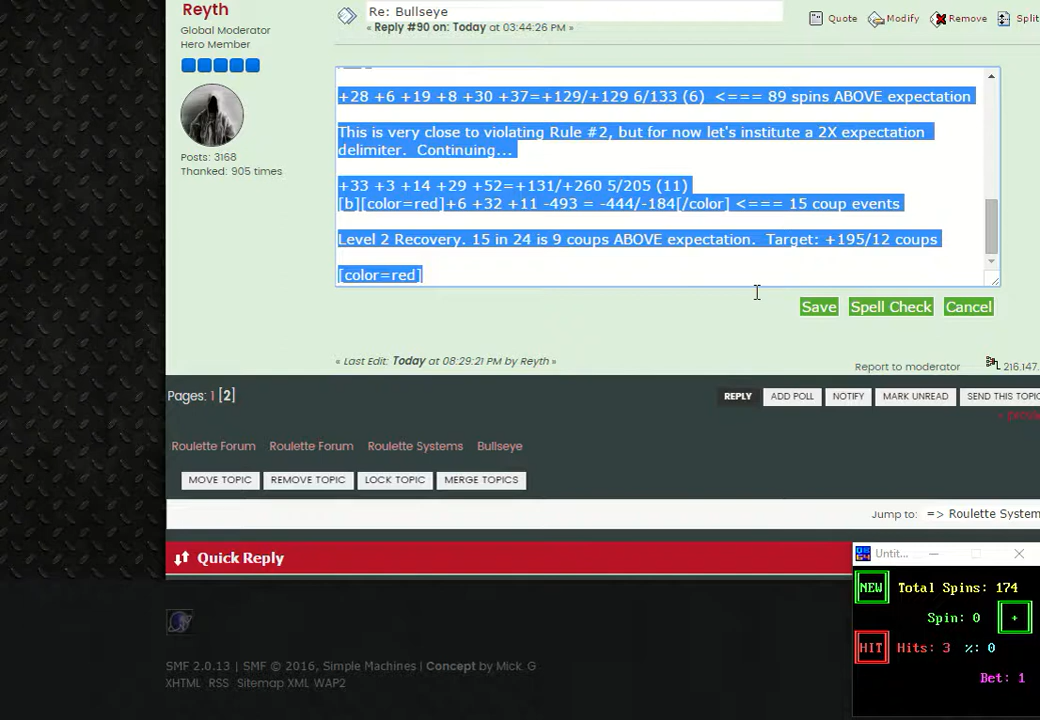 Reyth
Re: Bullseye
Quote Modify Remove Split
« Reply #90 on: Today at 03:44:26 PM »
Global Moderator
Hero Member
+28 +6 +19 +8 +30 +37=+129/+129 6/133 (6) <=== 89 spins ABOVE expectation
This is very close to violating Rule #2, but for now let's institute a 2X expectation
delimiter. Continuing...
Posts: 3168
Thanked: 905 times
+33 +3 +14 +29 +52=+131/+260 5/205 (11)
[b][color=red]+6 +32 +11 -493 = -444/-184[/color] <=== 15 coup events
Level 2 Recovery. 15 in 24 is 9 coups ABOVE expectation. Target: +195/12 coups
[color=red]
Save Spell Check Cancel
« Last Edit: Today at 08:29:21 PM by Reyth »
Report to moderator 216.147.
Pages: 1 [2]
REPLY ADD POLL NOTIFY MARK UNREAD SEND THIS TOPIC
Roulette Forum Roulette Forum Roulette Systems Bullseye
MOVE TOPIC REMOVE TOPIC LOCK TOPIC MERGE TOPICS
Jump to: => Roulette System
Quick Reply
Untit...
NEW Total Spins: 174
Spin: 0 +
HIT Hits: 3 %: 0
Bet: 1
SMF 2.0.13 | SMF © 2016, Simple Machines | Concept by Mick. G
XHTML RSS Sitemap XML WAP2